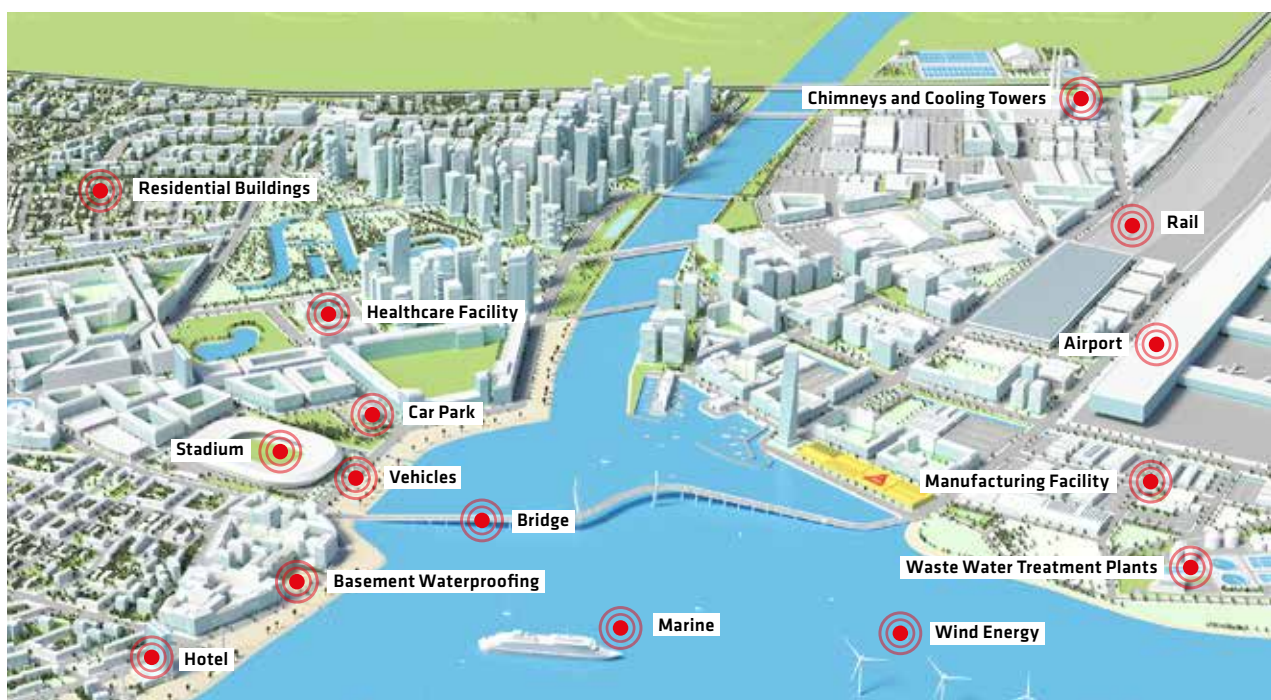 Chimneys and Cooling Towers
Residential Buildings
Rail
Healthcare Facility
Airport
Car Park
Stadium
Vehicles
Manufacturing Facility
Bridge
Waste Water Treatment Plants
Basement Waterproofing
Marine
Wind Energy
Hotel